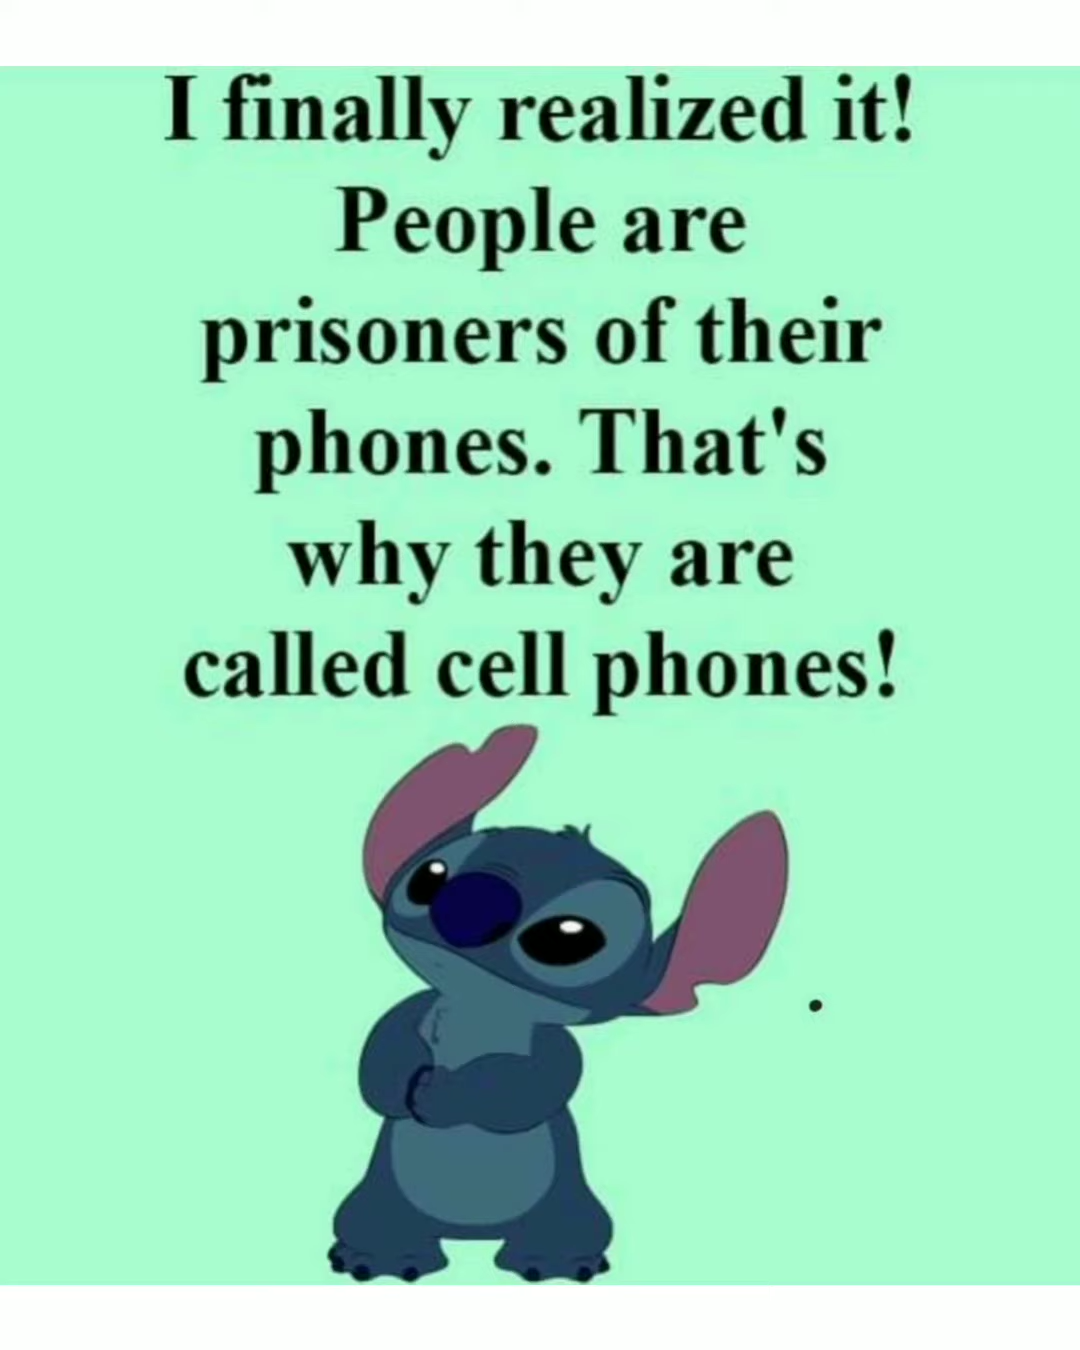 I finally realized it!
People are
prisoners of their
phones. That's
why they are
called cell phones!